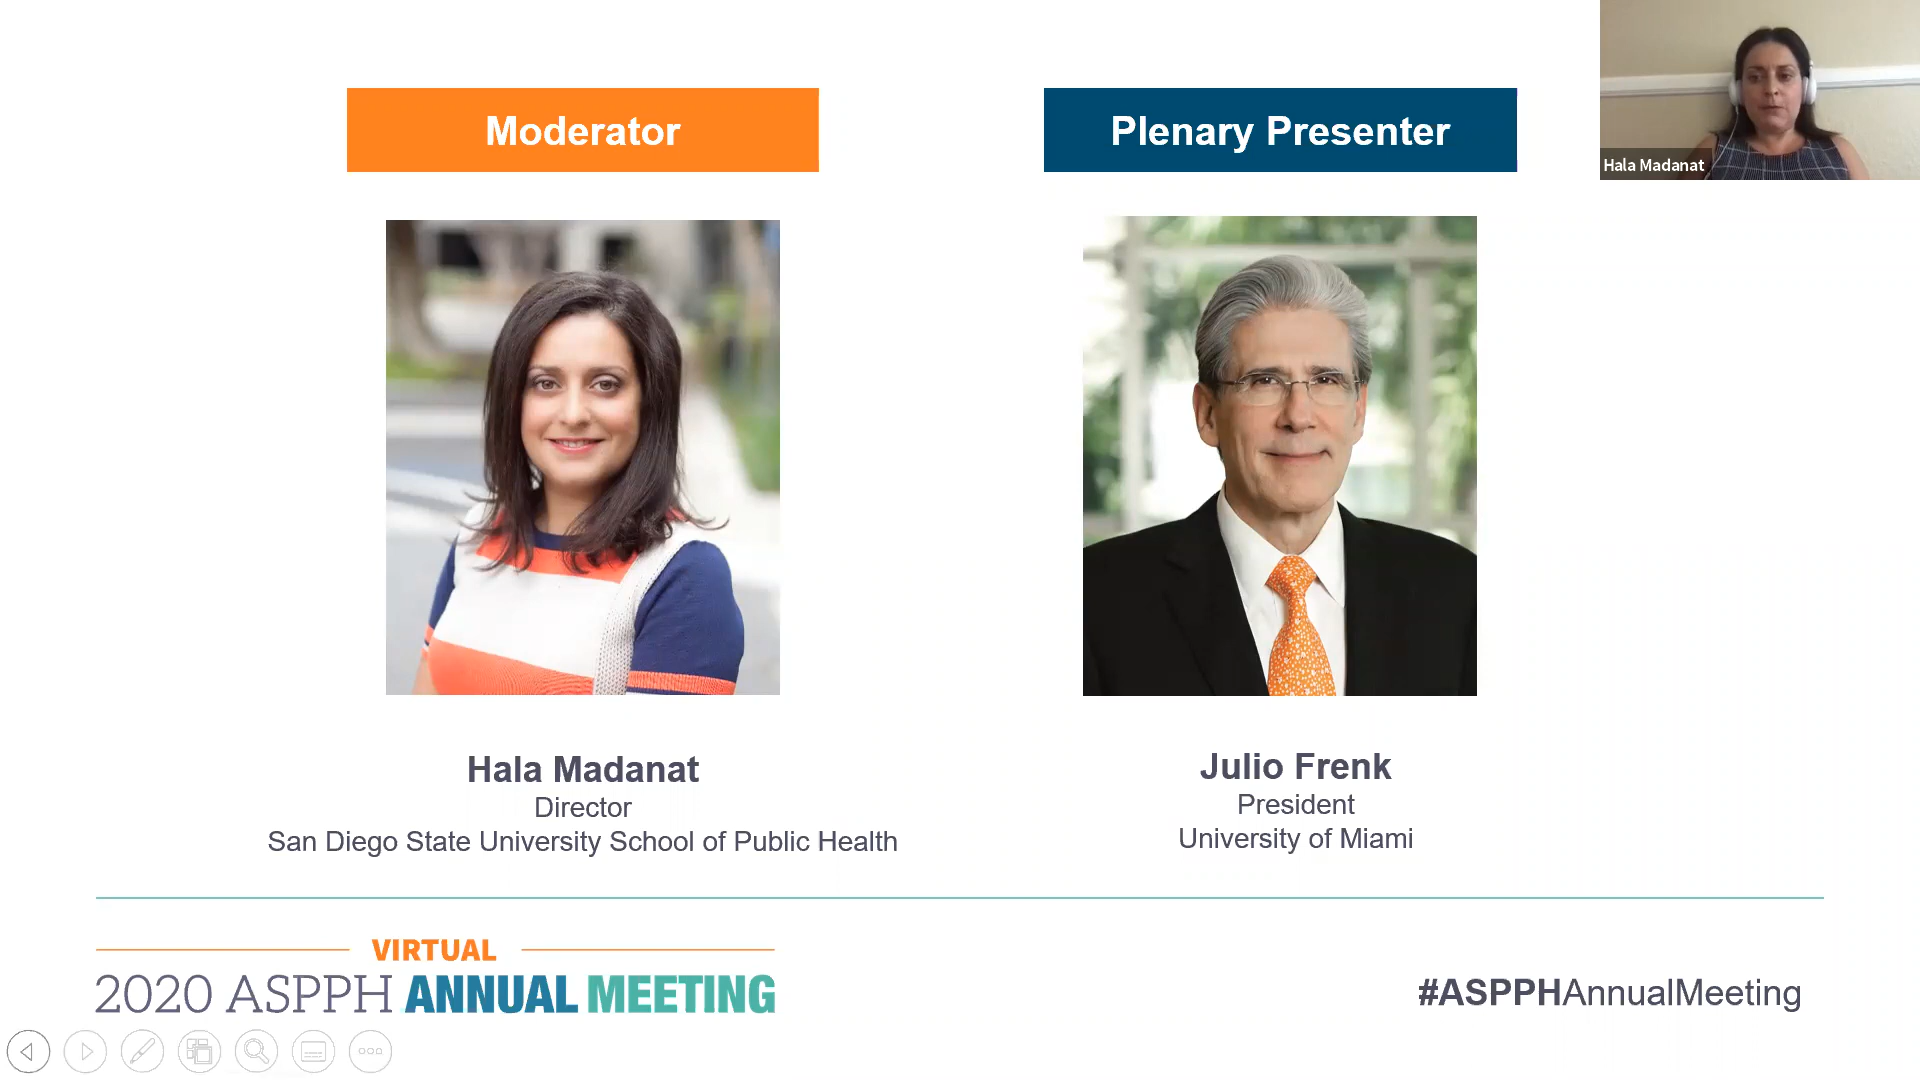 Moderator
Plenary Presenter
Hala Madanat
Hala Madanat
Director
San Diego State University School of Public Health
Julio Frenk
President
University of Miami
VIRTUAL
2020 ASPPH ANNUAL MEETING
#ASPPHAnnualMeeting